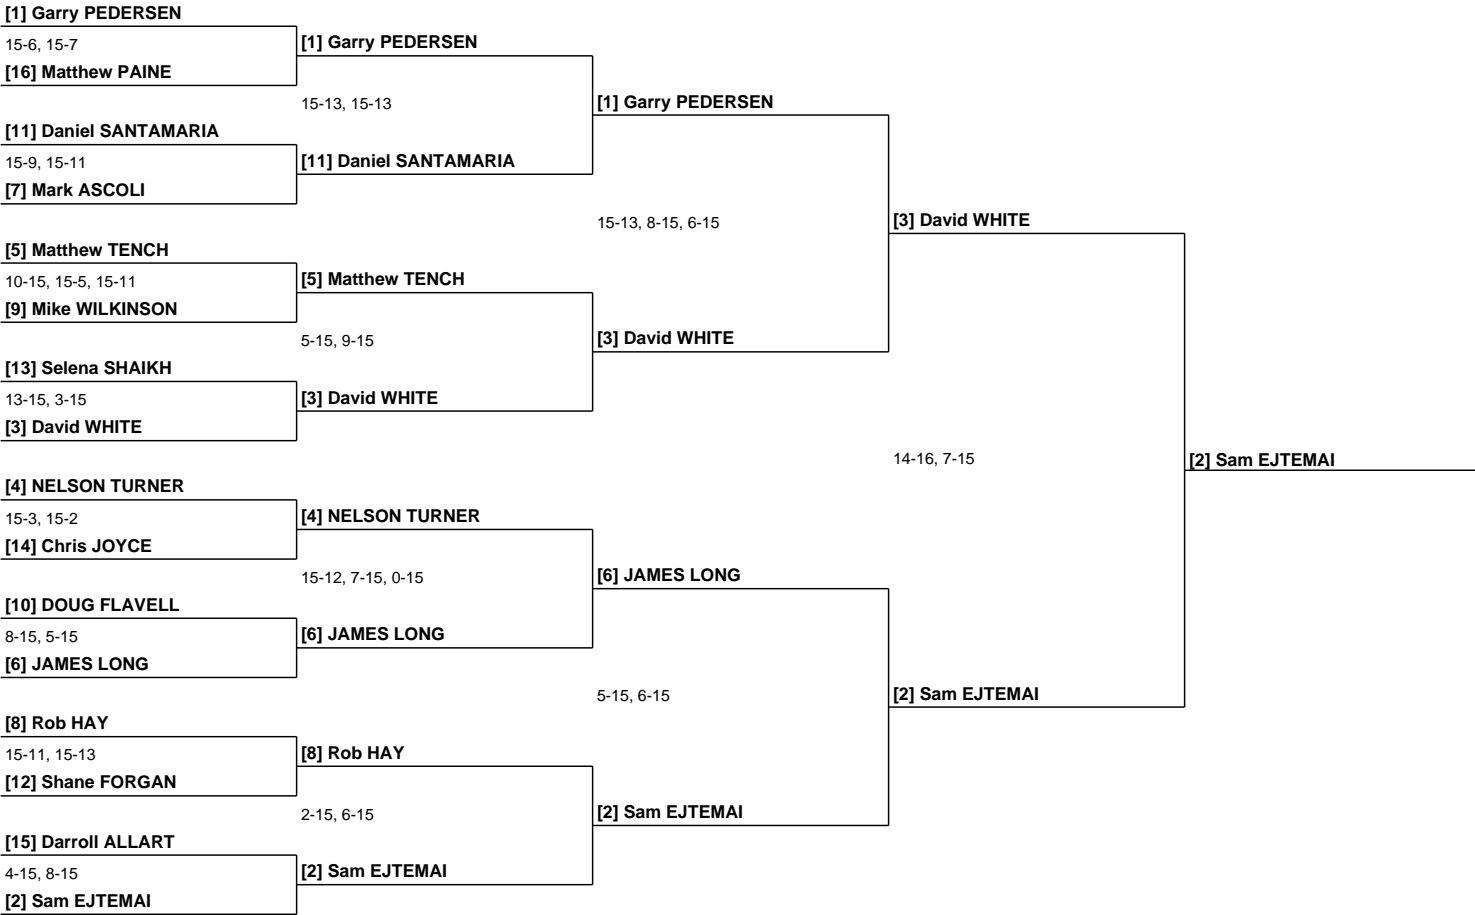 [1] Garry PEDERSEN
15-6, 15-7
[16] Matthew PAINE
[11] Daniel SANTAMARIA
15-9, 15-11
[7] Mark ASCOLI
[5] Matthew TENCH
10-15, 15-5, 15-11
[9] Mike WILKINSON
[13] Selena SHAIKH
13-15, 3-15
[3] David WHITE
[4] NELSON TURNER
15-3, 15-2
[14] Chris JOYCE
[10] DOUG FLAVELL
8-15, 5-15
[6] JAMES LONG
[8] Rob HAY
15-11, 15-13
[12] Shane FORGAN
[15] Darroll ALLART
4-15, 8-15
[2] Sam EJTEMAI
[1] Garry PEDERSEN
15-13, 15-13
[11] Daniel SANTAMARIA
[5] Matthew TENCH
5-15, 9-15
[3] David WHITE
[4] NELSON TURNER
15-12, 7-15, 0-15
[6] JAMES LONG
[8] Rob HAY
2-15, 6-15
[2] Sam EJTEMAI
[1] Garry PEDERSEN
15-13, 8-15, 6-15
[3] David WHITE
[6] JAMES LONG
5-15, 6-15
[2] Sam EJTEMAI
[3] David WHITE
14-16, 7-15
[2] Sam EJTEMAI
[2] Sam EJTEMAI